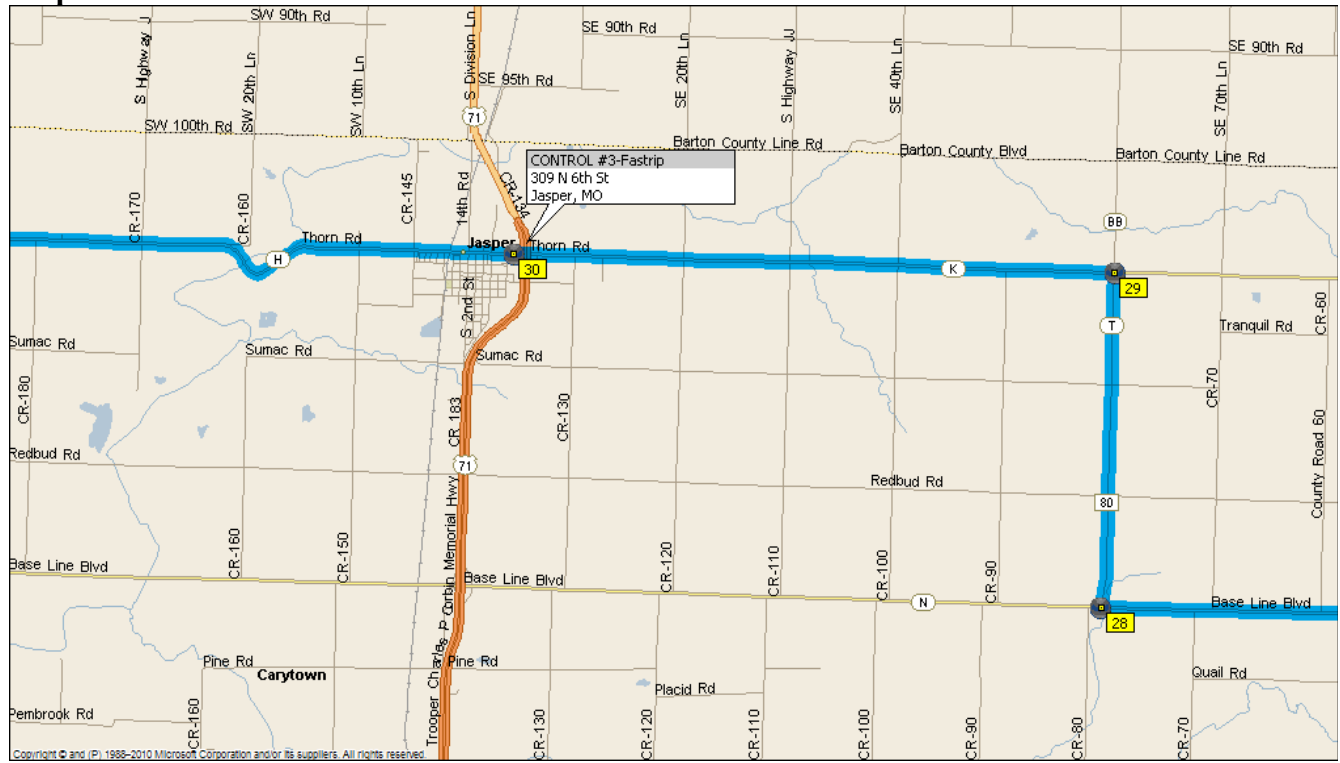 SW 90th Rd
S Division Ln
SE 90th Rd
SE 90th Rd
S Highway J
SW 20th Ln
SW 10th Ln
SE 95th Rd
SE 20th Ln
S Highway JJ
SE 40th Ln
SE 70th Ln
71
SW 100th Rd
Barton County Line Rd
Barton County Blvd
Barton County Line Rd
CONTROL #3-Fastrip
309 N 6th St
Jasper, MO
CR-170
CR-160
CR-145
14th Rd
CR-134
BB
Thorn Rd
Jasper
Thorn Rd
H
30
K
29
CR-60
S 2nd St
T
Tranquil Rd
Sumac Rd
Sumac Rd
Sumac Rd
CR-180
CR 183
CR-130
CR-70
County Road 60
Redbud Rd
71
Redbud Rd
80
CR-160
CR-150
Trooper Charles P Corbin Memorial Hwy
CR-120
CR-110
CR-100
CR-90
Base Line Blvd
Base Line Blvd
N
Base Line Blvd
28
Pine Rd
Pine Rd
Carytown
Placid Rd
Quail Rd
Pembrook Rd
CR-160
CR-130
CR-120
CR-110
CR-100
CR-90
CR-80
CR-70
Copyright © and (P) 1988–2010 Microsoft Corporation and/or its suppliers. All rights reserved.